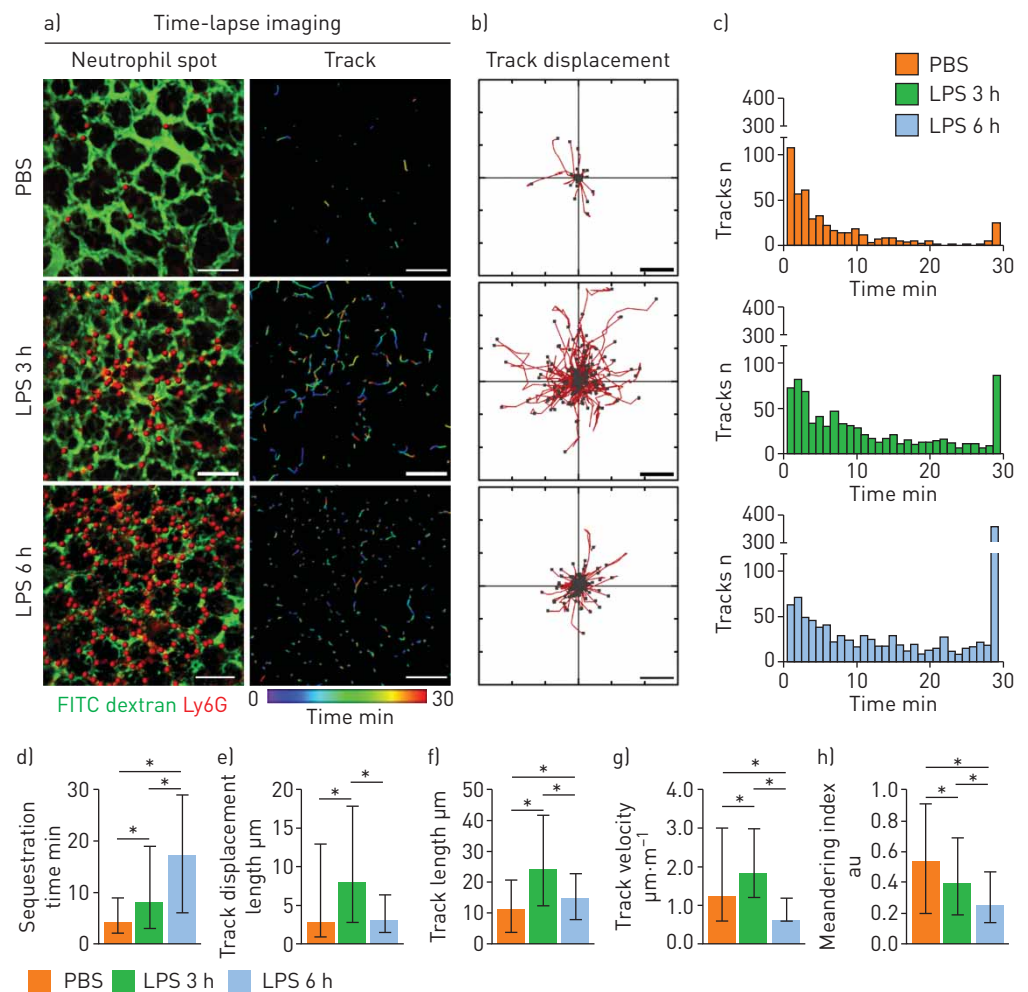 a) Time-lapse imaging
Neutrophil spot Track
PBS
LPS 3 h
LPS 6 h
FITC dextran Ly6G
0 30
Time min
b)
Track displacement
c)
PBS
LPS 3 h
LPS 6 h
400
300
100
50
0
Tracks n
0 10 20 30
Time min
400
300
100
50
0
Tracks n
0 10 20 30
Time min
400
300
100
50
0
Tracks n
0 10 20 30
Time min
d)
Sequestration
time min
30
20
10
0
* * *
e)
Track displacement
length µm
20
15
10
5
0
* *
f)
Track length µm
50
40
30
20
10
0
* * *
g)
Track velocity
µm·m⁻¹
4.0
3.0
2.0
1.0
0.0
* * *
h)
Meandering index
au
1.0
0.8
0.6
0.4
0.2
0.0
* * *
PBS LPS 3 h LPS 6 h